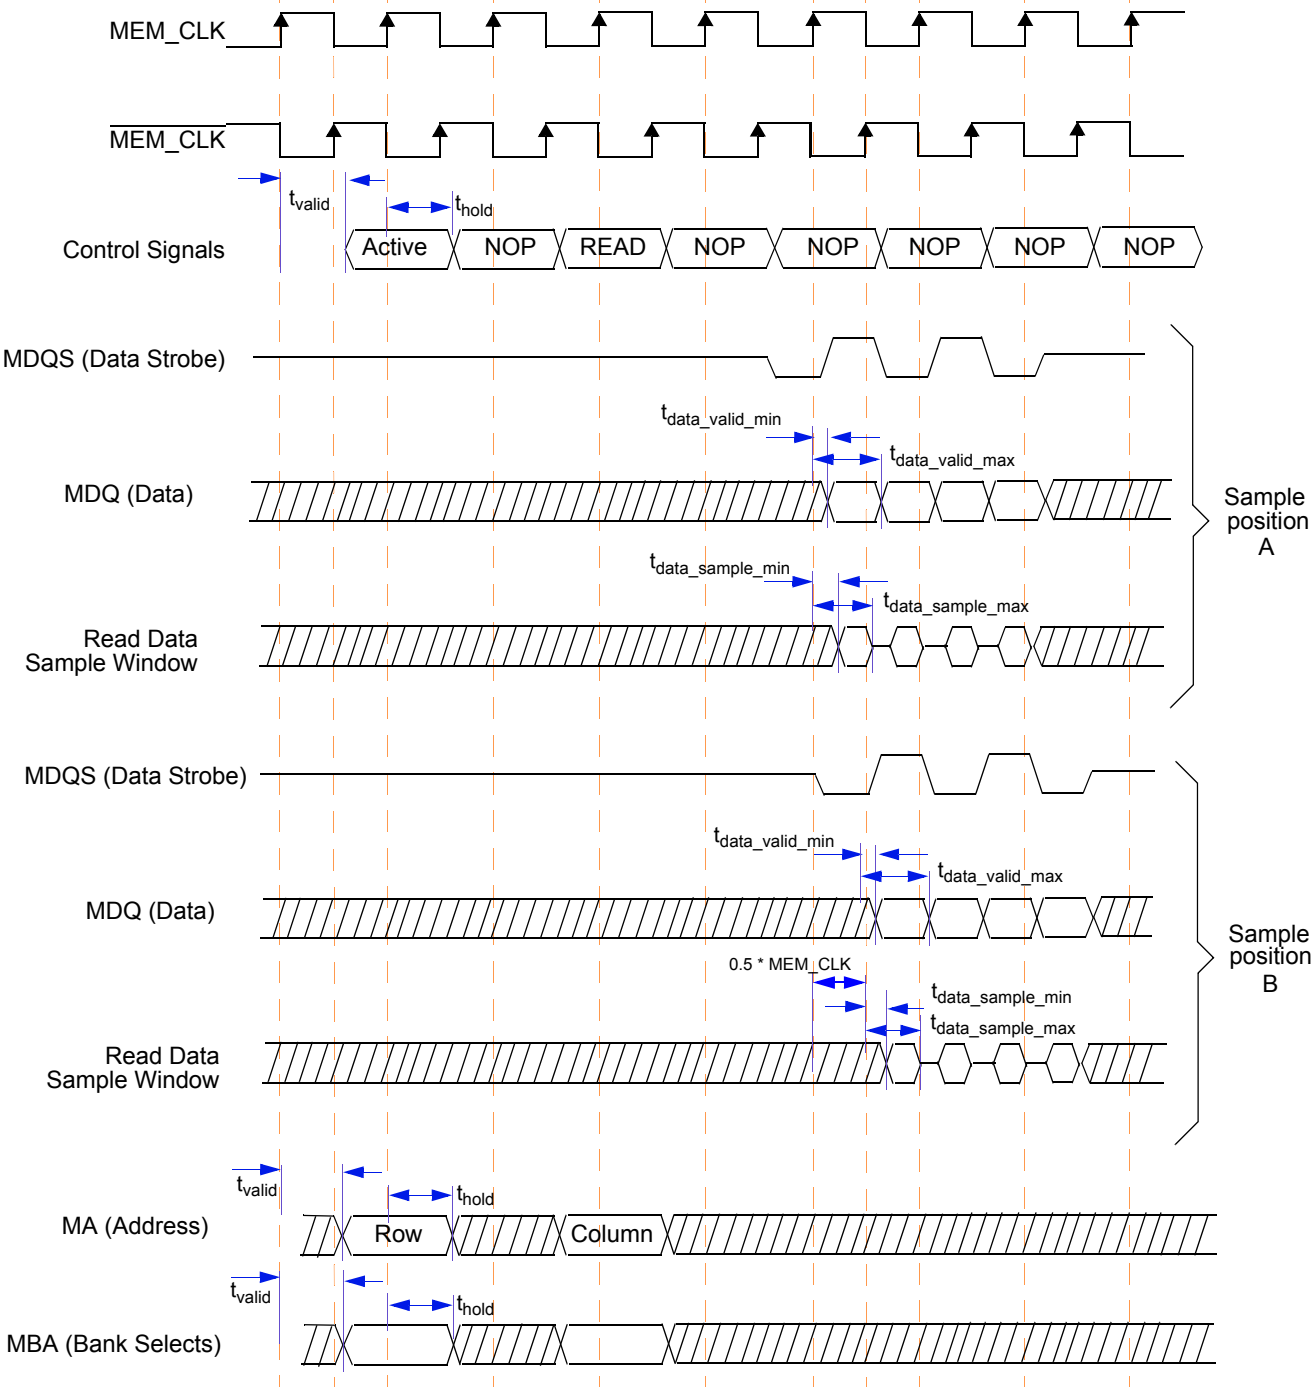 MEM_CLK
MEM_CLK
tvalid
thold
Control Signals
Active NOP READ NOP NOP NOP NOP NOP
MDQS (Data Strobe)
tdata_valid_min
tdata_valid_max
MDQ (Data)
Sample
position
A
tdata_sample_min
tdata_sample_max
Read Data
Sample Window
MDQS (Data Strobe)
tdata_valid_min
tdata_valid_max
MDQ (Data)
Sample
position
B
0.5 * MEM_CLK
tdata_sample_min
tdata_sample_max
Read Data
Sample Window
tvalid
thold
MA (Address)
Row Column
tvalid
thold
MBA (Bank Selects)